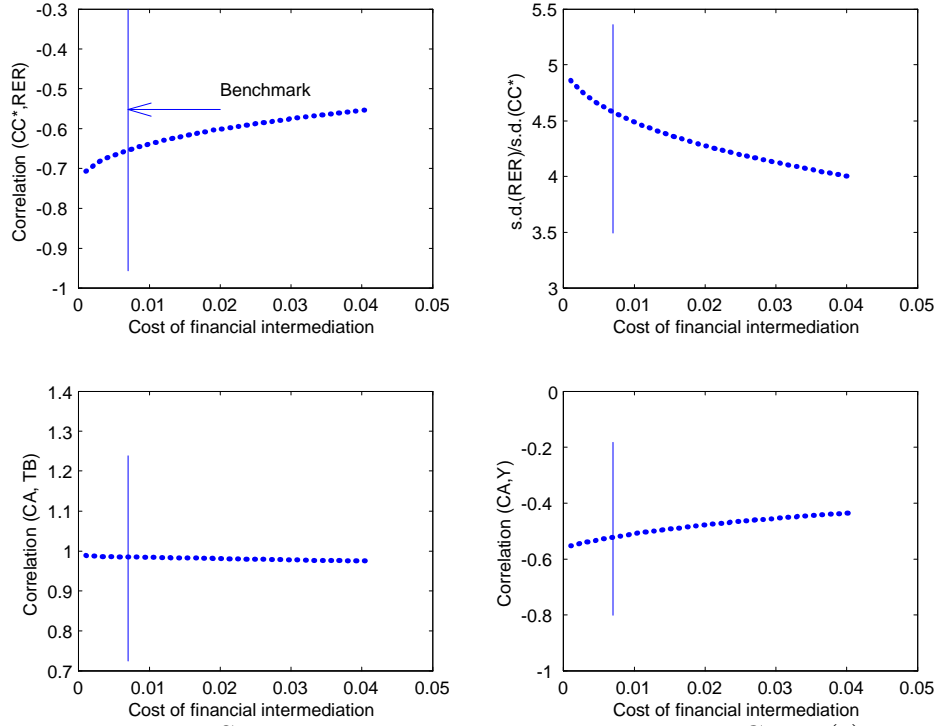 -0.3
-0.4
-0.5
-0.6
-0.7
-0.8
-0.9
-1
Correlation (CC*,RER)
Benchmark
0 0.01 0.02 0.03 0.04 0.05
Cost of financial intermediation
5.5
5
4.5
4
3.5
3
s.d.(RER)/s.d.(CC*)
0 0.01 0.02 0.03 0.04 0.05
Cost of financial intermediation
1.4
1.3
1.2
1.1
1
0.9
0.8
0.7
Correlation (CA, TB)
0 0.01 0.02 0.03 0.04 0.05
Cost of financial intermediation
0
-0.2
-0.4
-0.6
-0.8
-1
Correlation (CA,Y)
0 0.01 0.02 0.03 0.04 0.05
Cost of financial intermediation